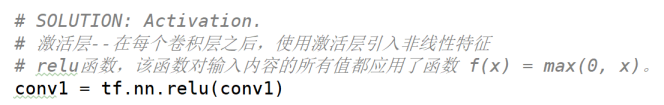 # SOLUTION: Activation.
# 激活层--在每个卷积层之后，使用激活层引入非线性特征
# relu函数，该函数对输入内容的所有值都应用了函数 f(x) = max(0, x)。
conv1 = tf.nn.relu(conv1)